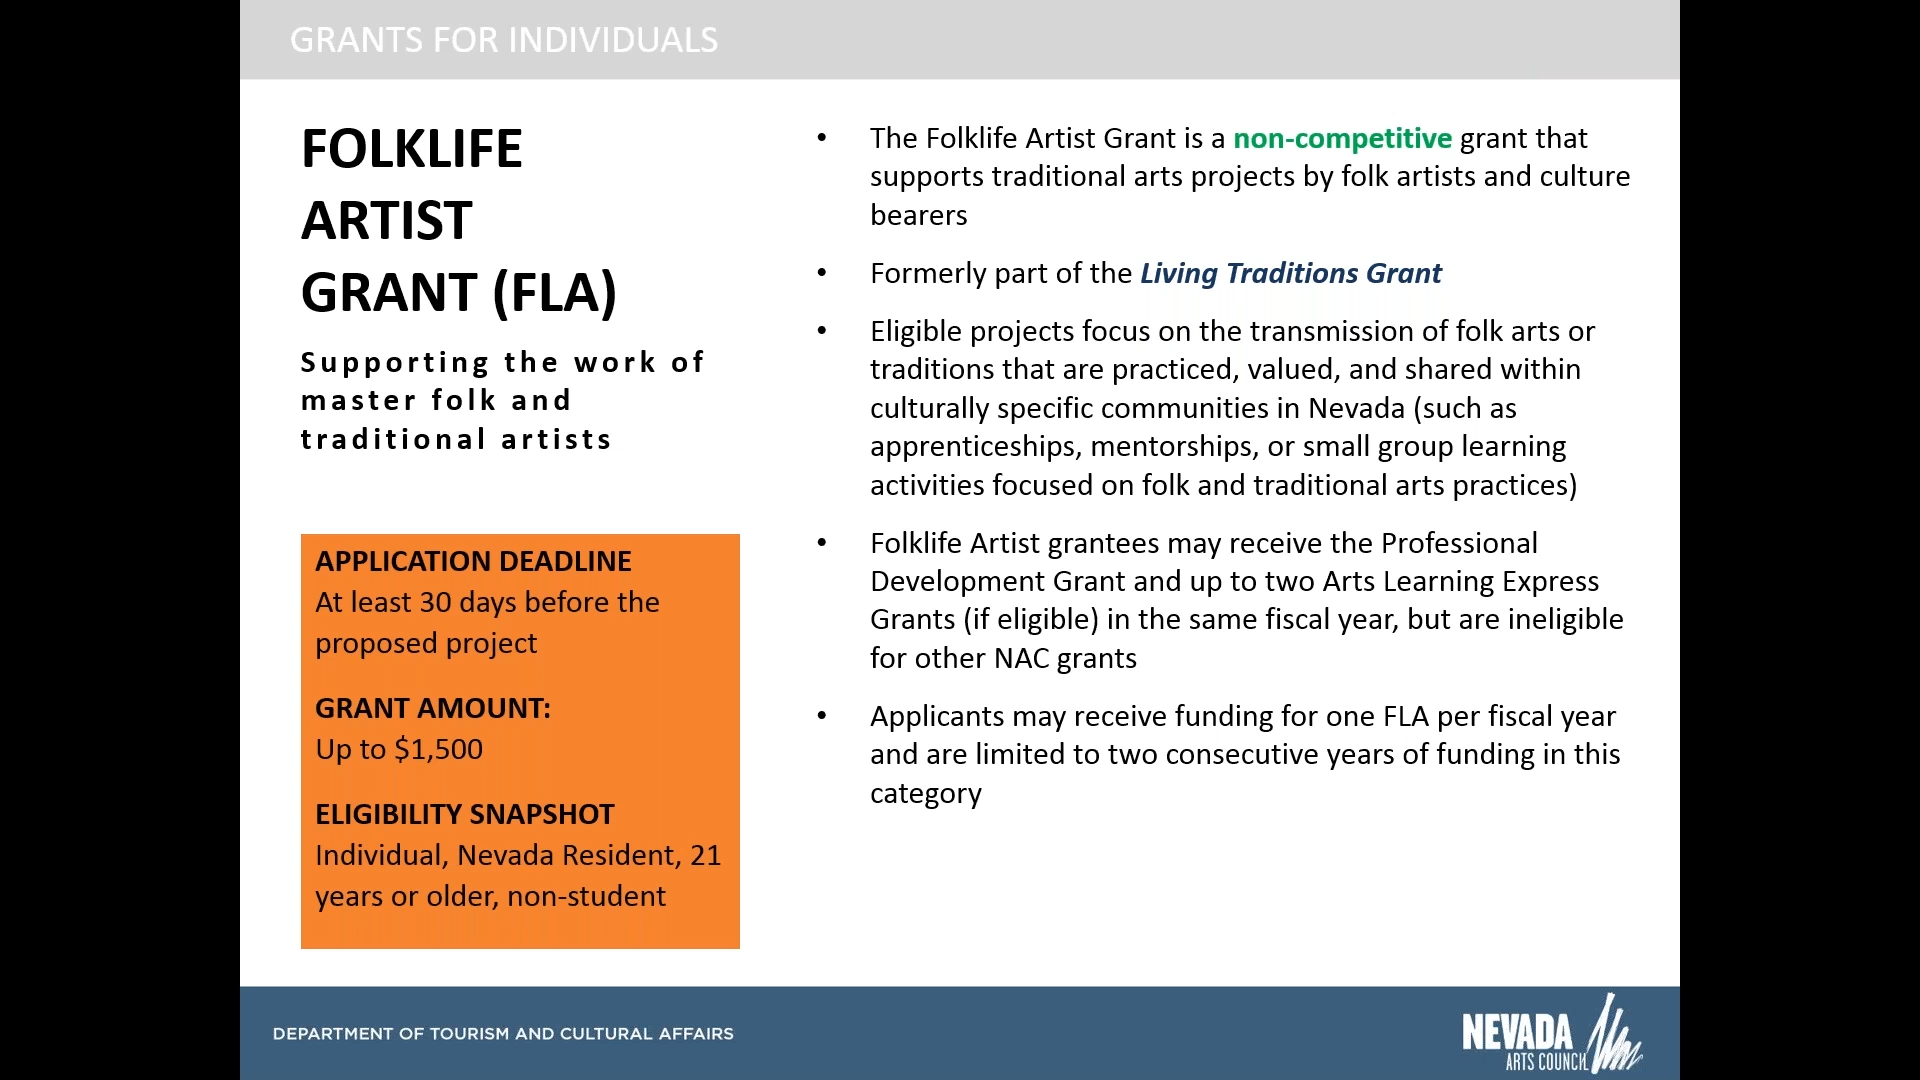 GRANTS FOR INDIVIDUALS
FOLKLIFE
ARTIST
GRANT (FLA)
Supporting the work of
master folk and
traditional artists
APPLICATION DEADLINE
At least 30 days before the
proposed project
GRANT AMOUNT:
Up to $1,500
ELIGIBILITY SNAPSHOT
Individual, Nevada Resident, 21
years or older, non-student
• The Folklife Artist Grant is a non-competitive grant that
supports traditional arts projects by folk artists and culture
bearers
• Formerly part of the Living Traditions Grant
• Eligible projects focus on the transmission of folk arts or
traditions that are practiced, valued, and shared within
culturally specific communities in Nevada (such as
apprenticeships, mentorships, or small group learning
activities focused on folk and traditional arts practices)
• Folklife Artist grantees may receive the Professional
Development Grant and up to two Arts Learning Express
Grants (if eligible) in the same fiscal year, but are ineligible
for other NAC grants
• Applicants may receive funding for one FLA per fiscal year
and are limited to two consecutive years of funding in this
category
DEPARTMENT OF TOURISM AND CULTURAL AFFAIRS
NEVADA
ARTS COUNCIL